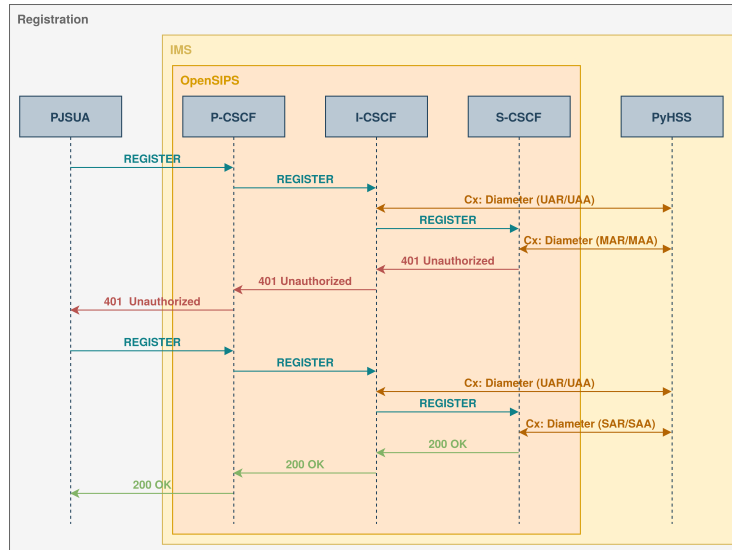 Registration
IMS
OpenSIPS
PJSUA
P-CSCF
I-CSCF
S-CSCF
PyHSS
REGISTER
REGISTER
Cx: Diameter (UAR/UAA)
REGISTER
Cx: Diameter (MAR/MAA)
401 Unauthorized
401 Unauthorized
401 Unauthorized
REGISTER
REGISTER
Cx: Diameter (UAR/UAA)
REGISTER
Cx: Diameter (SAR/SAA)
200 OK
200 OK
200 OK